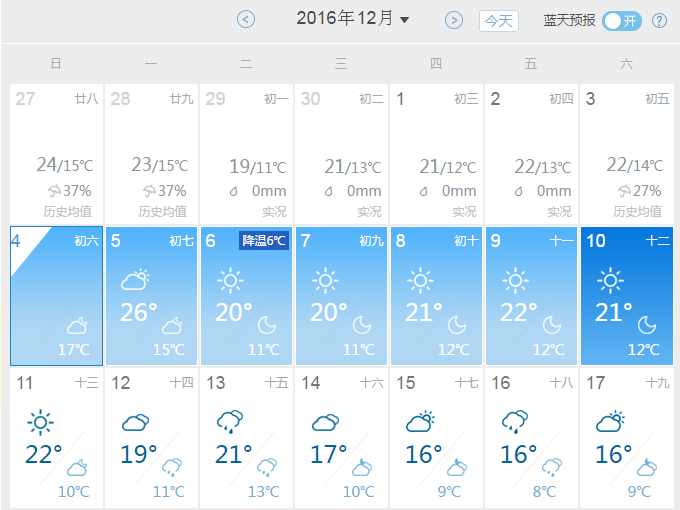 2016年12月 今天 蓝天预报 开 ?
日 一 二 三 四 五 六
27 廿八 28 廿九 29 初一 30 初二 1 初三 2 初四 3 初五
24/15℃ 23/15℃ 19/11℃ 21/13℃ 21/12℃ 22/13℃ 22/14℃
37% 37% 0mm 0mm 0mm 0mm 27%
历史均值 历史均值 实况 实况 实况 实况 历史均值
4 初六 5 初七 6 降温6℃ 7 初九 8 初十 9 十一 10 十二
26° 20° 20° 21° 22° 21°
17℃ 15℃ 11℃ 11℃ 12℃ 12℃ 12℃
11 十三 12 十四 13 十五 14 十六 15 十七 16 十八 17 十九
22° 19° 21° 17° 16° 16° 16°
10℃ 11℃ 13℃ 10℃ 9℃ 8℃ 9℃